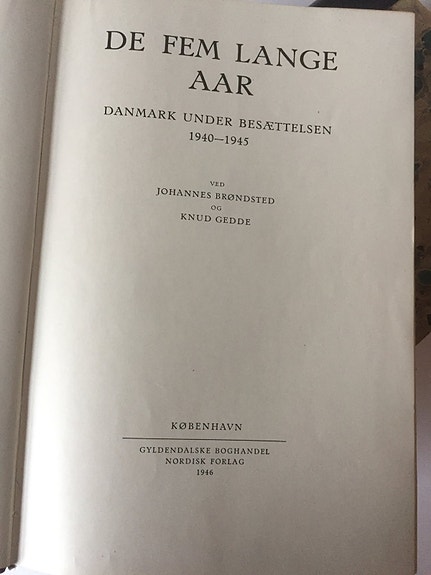 DE FEM LANGE
AAR
DANMARK UNDER BESÆTTELSEN
1940—1945
VED
JOHANNES BRØNDSTED
OG
KNUD GEDDE
KØBENHAVN
GYLDENDALSKE BOGHANDEL
NORDISK FORLAG
1946